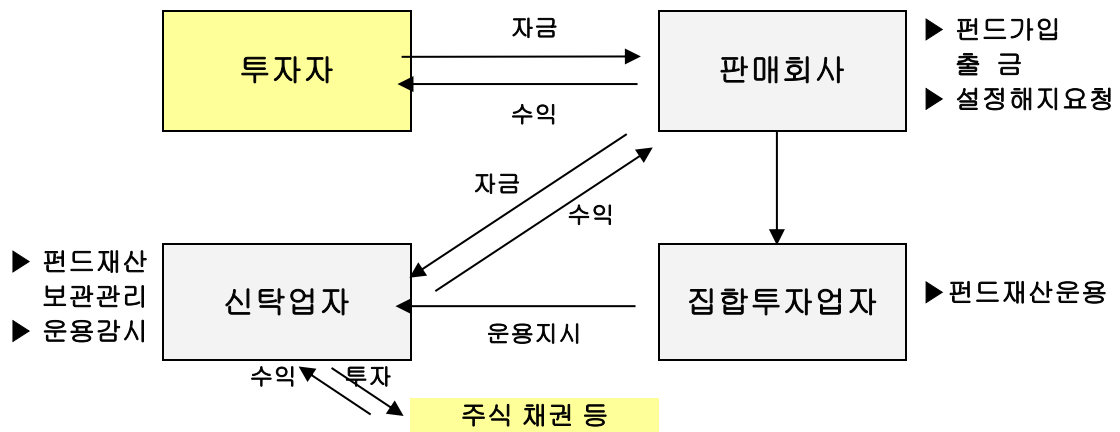 투자자
자금
수익
판매회사
▶ 펀드가입
출 금
▶ 설정해지요청
자금
수익
▶ 펀드재산
보관관리
▶ 운용감시
신탁업자
운용지시
집합투자업자
▶펀드재산운용
수익
투자
주식 채권 등